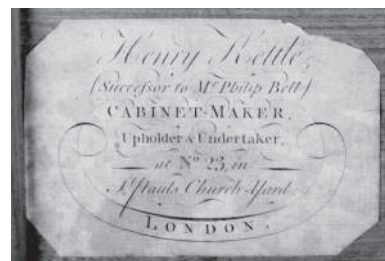 Henry Kettle,
(Successor to Mr Philip Bell)
CABINET-MAKER,
Upholder & Undertaker,
at No 23, in
St Pauls Church Yard
LONDON.